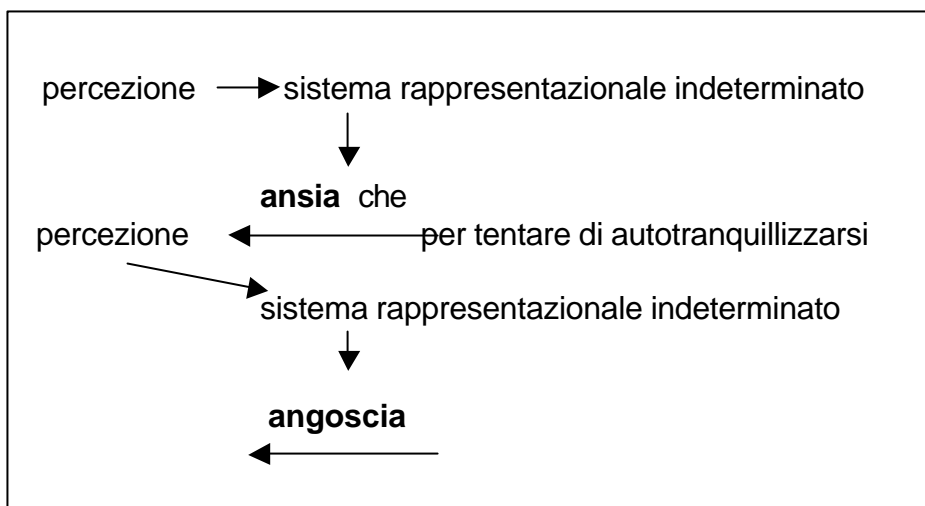 percezione sistema rappresentazionale indeterminato
ansia che
percezione per tentare di autotranquillizzarsi
sistema rappresentazionale indeterminato
angoscia